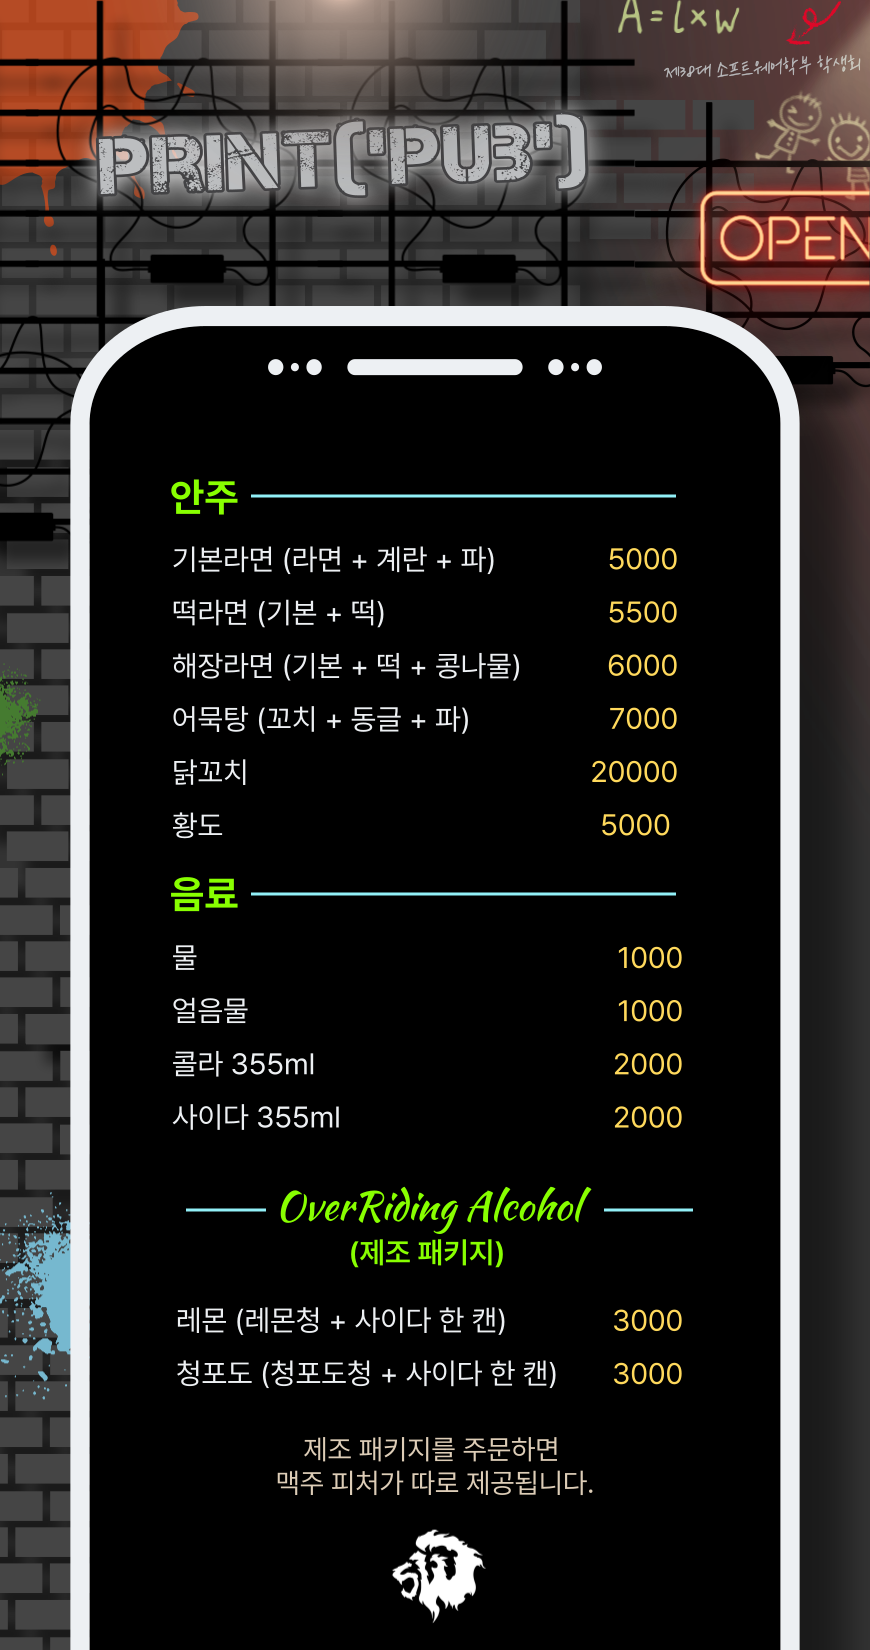 A = l × w
제38대 소프트웨어학부 학생회
PRINT('PUB')
OPEN
안주
기본라면 (라면 + 계란 + 파) 5000
떡라면 (기본 + 떡) 5500
해장라면 (기본 + 떡 + 콩나물) 6000
어묵탕 (꼬치 + 동글 + 파) 7000
닭꼬치 20000
황도 5000
음료
물 1000
얼음물 1000
콜라 355ml 2000
사이다 355ml 2000
OverRiding Alcohol
(제조 패키지)
레몬 (레몬청 + 사이다 한 캔) 3000
청포도 (청포도청 + 사이다 한 캔) 3000
제조 패키지를 주문하면
맥주 피처가 따로 제공됩니다.